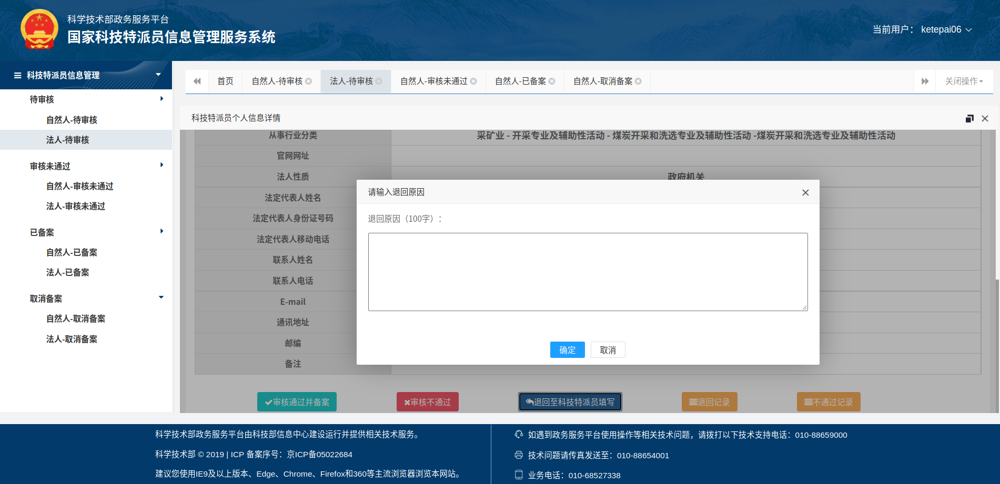 科学技术部政务服务平台
国家科技特派员信息管理服务系统
当前用户： ketepai06
科技特派员信息管理
首页
自然人-待审核
法人-待审核
自然人-审核未通过
自然人-已备案
自然人-取消备案
关闭操作
待审核
自然人-待审核
法人-待审核
审核未通过
自然人-审核未通过
法人-审核未通过
已备案
自然人-已备案
法人-已备案
取消备案
自然人-取消备案
法人-取消备案
科技特派员个人信息详情
从事行业分类
采矿业 - 开采专业及辅助性活动 - 煤炭开采和洗选专业及辅助性活动 -煤炭开采和洗选专业及辅助性活动
官网网址
法人性质
政府机关
法定代表人姓名
法定代表人身份证号码
法定代表人移动电话
联系人姓名
联系人电话
E-mail
通讯地址
邮编
备注
请输入退回原因
退回原因（100字）：
确定
取消
审核通过并备案
审核不通过
退回至科技特派员填写
退回记录
不通过记录
科学技术部政务服务平台由科技部信息中心建设运行并提供相关技术服务。
科学技术部 © 2019 | ICP 备案序号：京ICP备05022684
建议您使用IE9及以上版本、Edge、Chrome、Firefox和360等主流浏览器浏览本网站。
如遇到政务服务平台使用操作等相关技术问题，请拨打以下技术支持电话：010-88659000
技术问题请传真发送至：010-88654001
业务电话：010-68527338